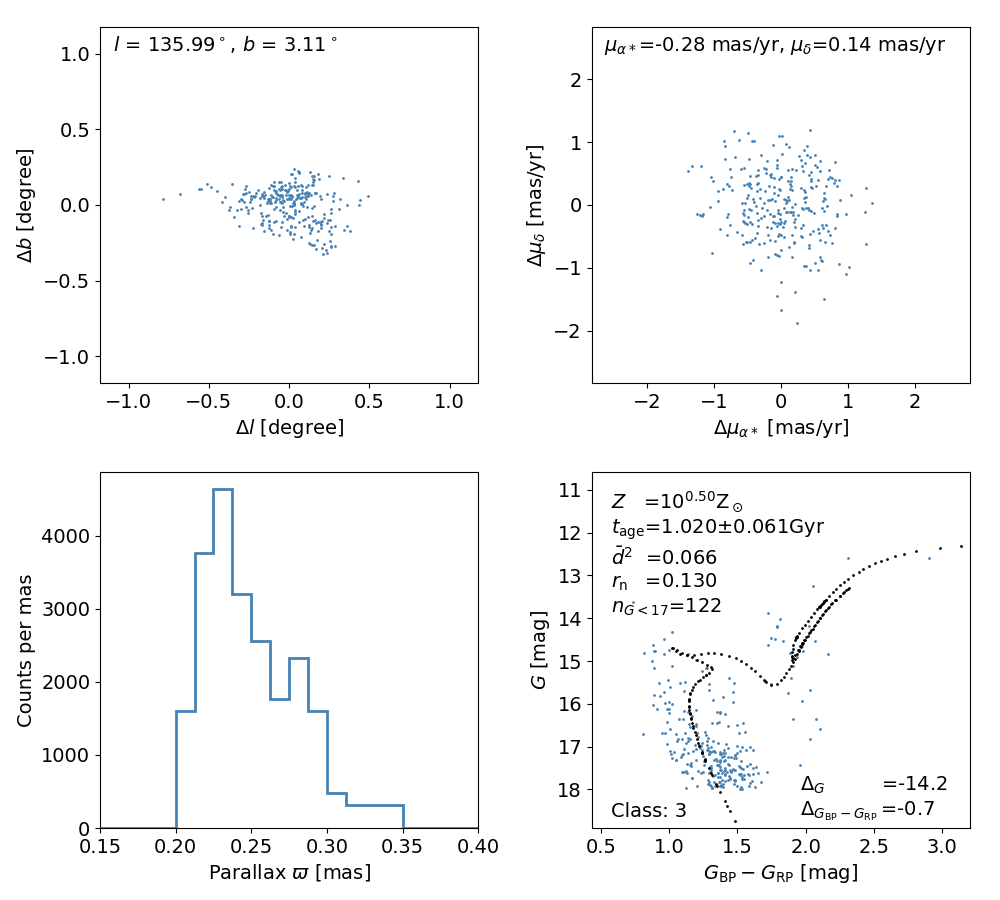 l = 135.99°, b = 3.11°
1.0
0.5
0.0
−0.5
−1.0
Δb [degree]
−1.0 −0.5 0.0 0.5 1.0
Δl [degree]
μα*=-0.28 mas/yr, μδ=0.14 mas/yr
2
1
0
−1
−2
Δμδ [mas/yr]
−2 −1 0 1 2
Δμα* [mas/yr]
4000
3000
2000
1000
0
Counts per mas
0.15 0.20 0.25 0.30 0.35 0.40
Parallax ϖ [mas]
11
12
13
14
15
16
17
18
G [mag]
Z =10^0.50 Z⊙
t_age=1.020±0.061Gyr
d̄² =0.066
r_n =0.130
n_G<17=122
Δ_G =-14.2
Class: 3 Δ_GBP−GRP =-0.7
0.5 1.0 1.5 2.0 2.5 3.0
G_BP − G_RP [mag]